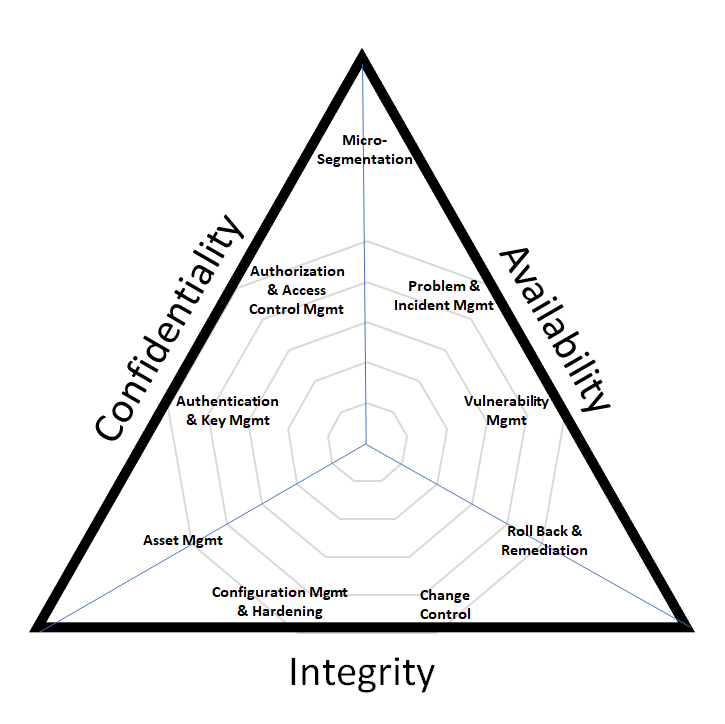 Micro-
Segmentation
Confidentiality
Availability
Authorization
& Access
Control Mgmt
Problem &
Incident Mgmt
Authentication
& Key Mgmt
Vulnerability
Mgmt
Asset Mgmt
Roll Back &
Remediation
Configuration Mgmt
& Hardening
Change
Control
Integrity